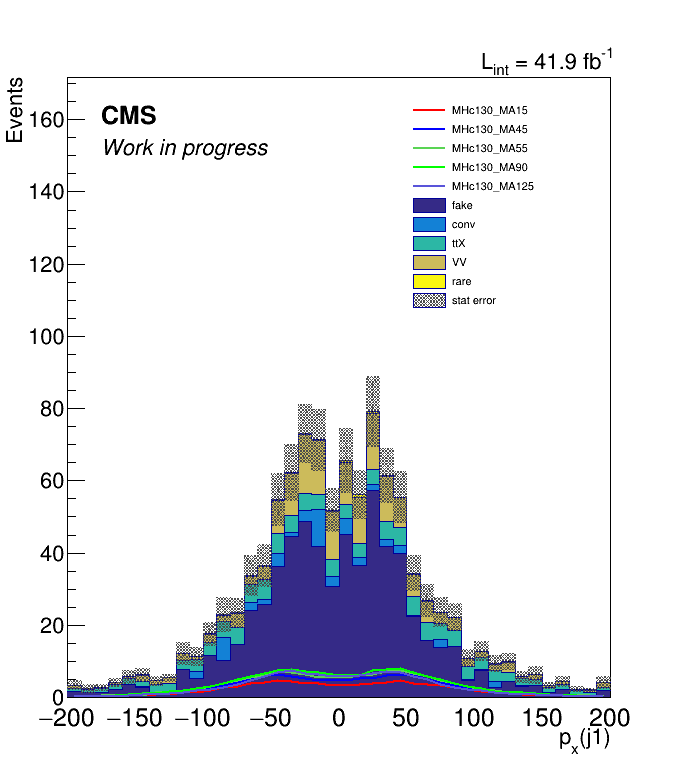 L_int = 41.9 fb^-1
Events
CMS
Work in progress
MHc130_MA15
MHc130_MA45
MHc130_MA55
MHc130_MA90
MHc130_MA125
fake
conv
ttX
VV
rare
stat error
160
140
120
100
80
60
40
20
0
−200 −150 −100 −50 0 50 100 150 200
p_x(j1)